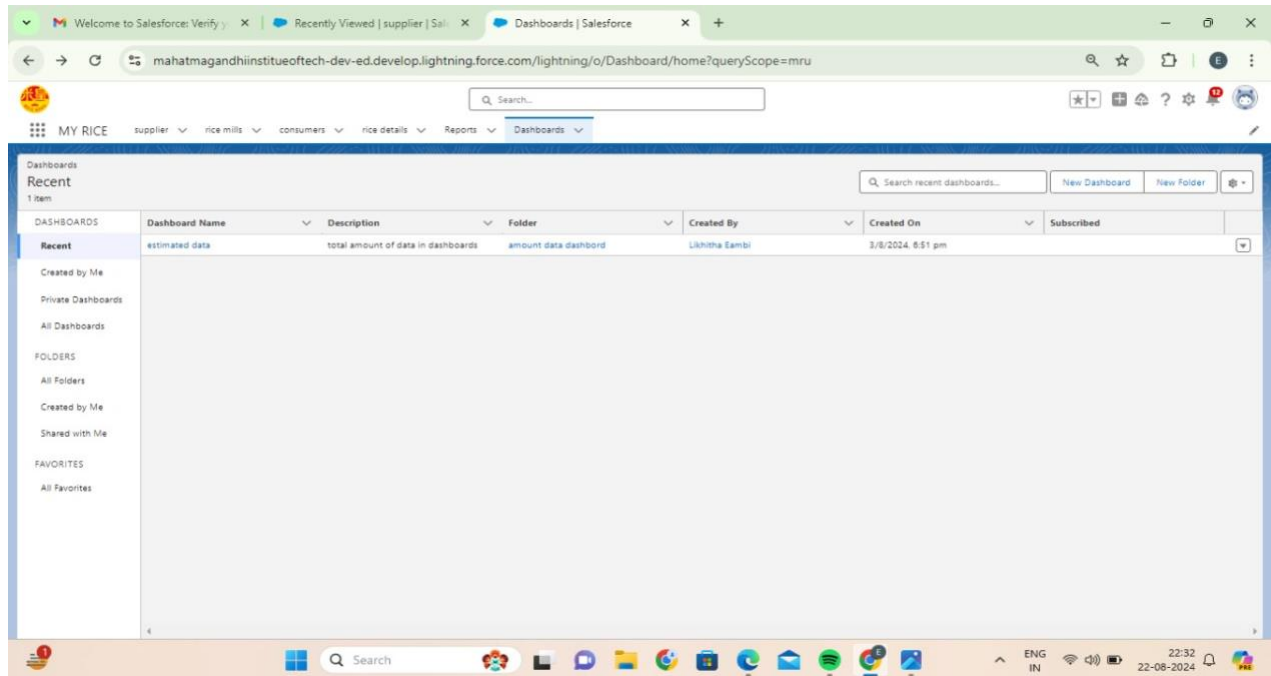 Welcome to Salesforce: Verify y
Recently Viewed | supplier | Sal
Dashboards | Salesforce
mahatmagandhiinstitueoftech-dev-ed.develop.lightning.force.com/lightning/o/Dashboard/home?queryScope=mru
E
Search...
12
MY RICE supplier rice mills consumers rice details Reports Dashboards
Dashboards
Recent
1 item
Search recent dashboards...
New Dashboard New Folder
DASHBOARDS Dashboard Name Description Folder Created By Created On Subscribed
Recent estimated data total amount of data in dashboards amount data dashbord Likhitha Eambi 3/8/2024, 6:51 pm
Created by Me
Private Dashboards
All Dashboards
FOLDERS
All Folders
Created by Me
Shared with Me
FAVORITES
All Favorites
1
Search
E
ENG
IN
22:32
22-08-2024
PRE